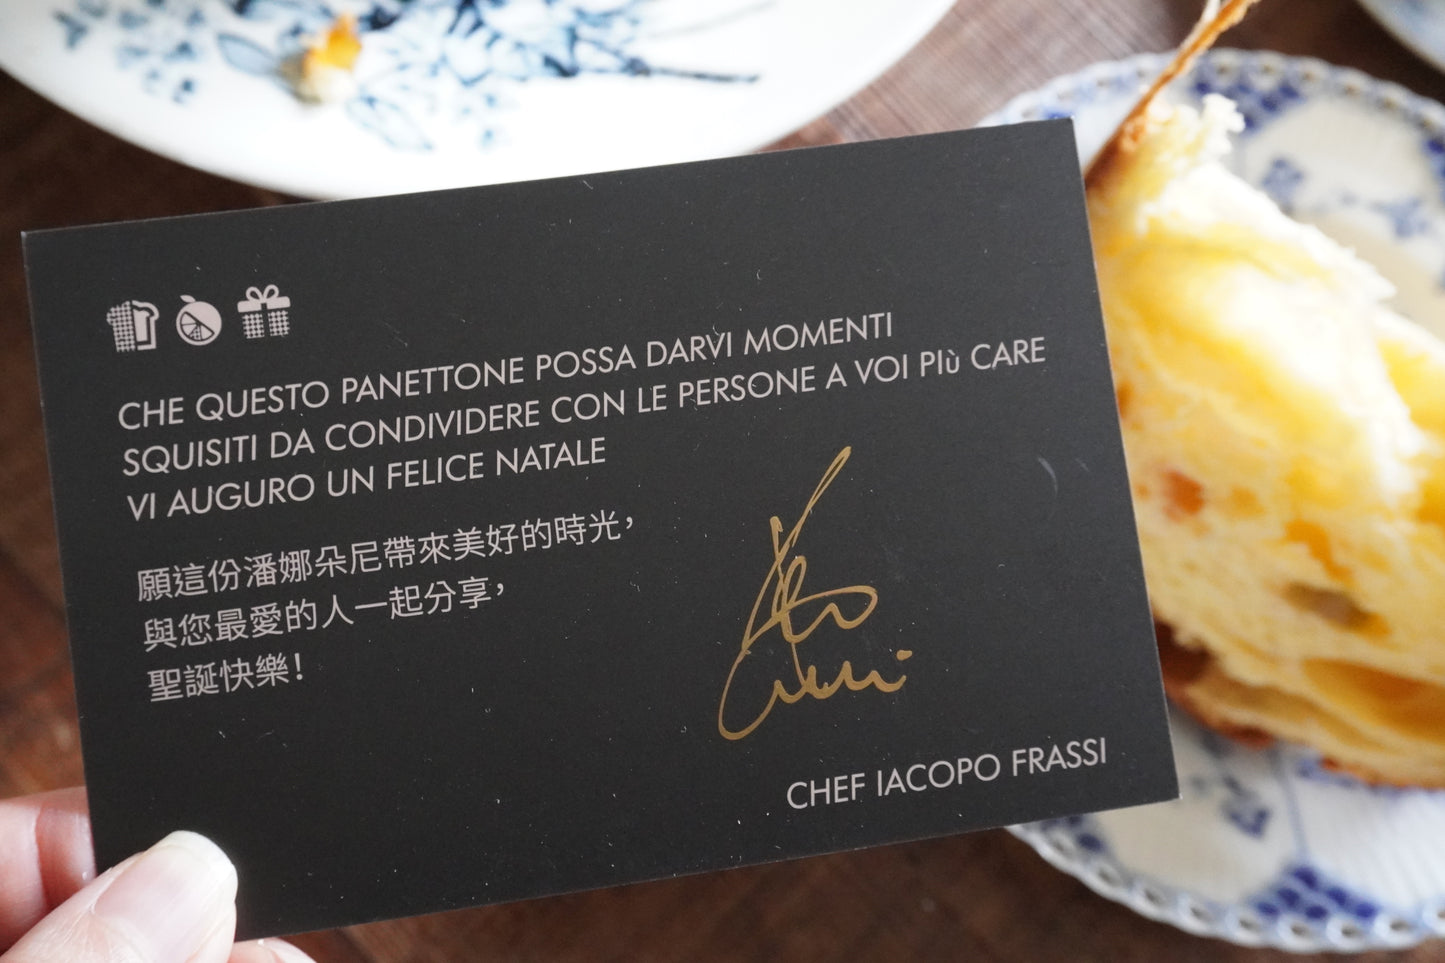 CHE QUESTO PANETTONE POSSA DARVI MOMENTI
SQUISITI DA CONDIVIDERE CON LE PERSONE A VOI PIù CARE
VI AUGURO UN FELICE NATALE
願這份潘娜朵尼帶來美好的時光，
與您最愛的人一起分享，
聖誕快樂！
CHEF IACOPO FRASSI